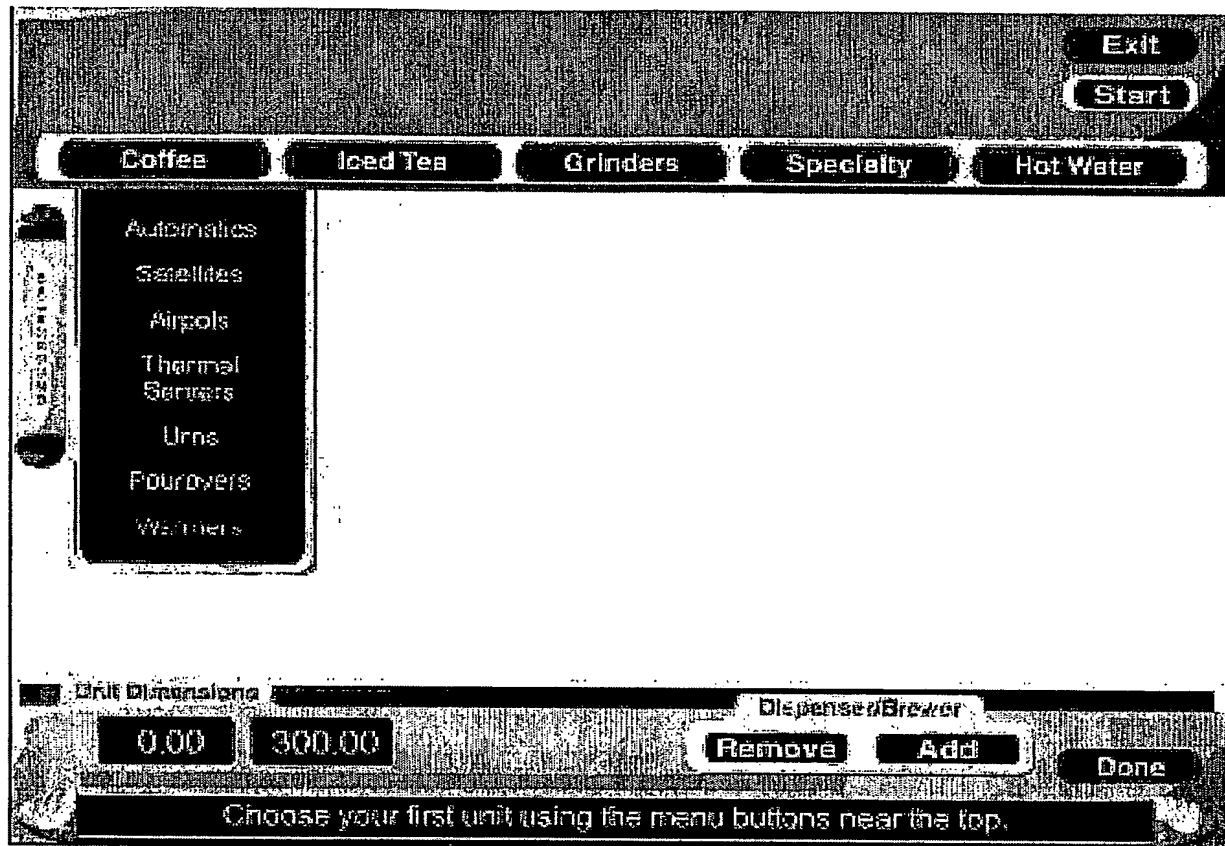 Exit
Start
Coffee
Iced Tea
Grinders
Specialty
Hot Water
Automatics
Satellites
Airpots
Thermal
Servers
Urns
Pourovers
Warmers
Unit Dimensions
Dispenser/Brewer
0.00
300.00
Remove
Add
Done
Choose your first unit using the menu buttons near the top.